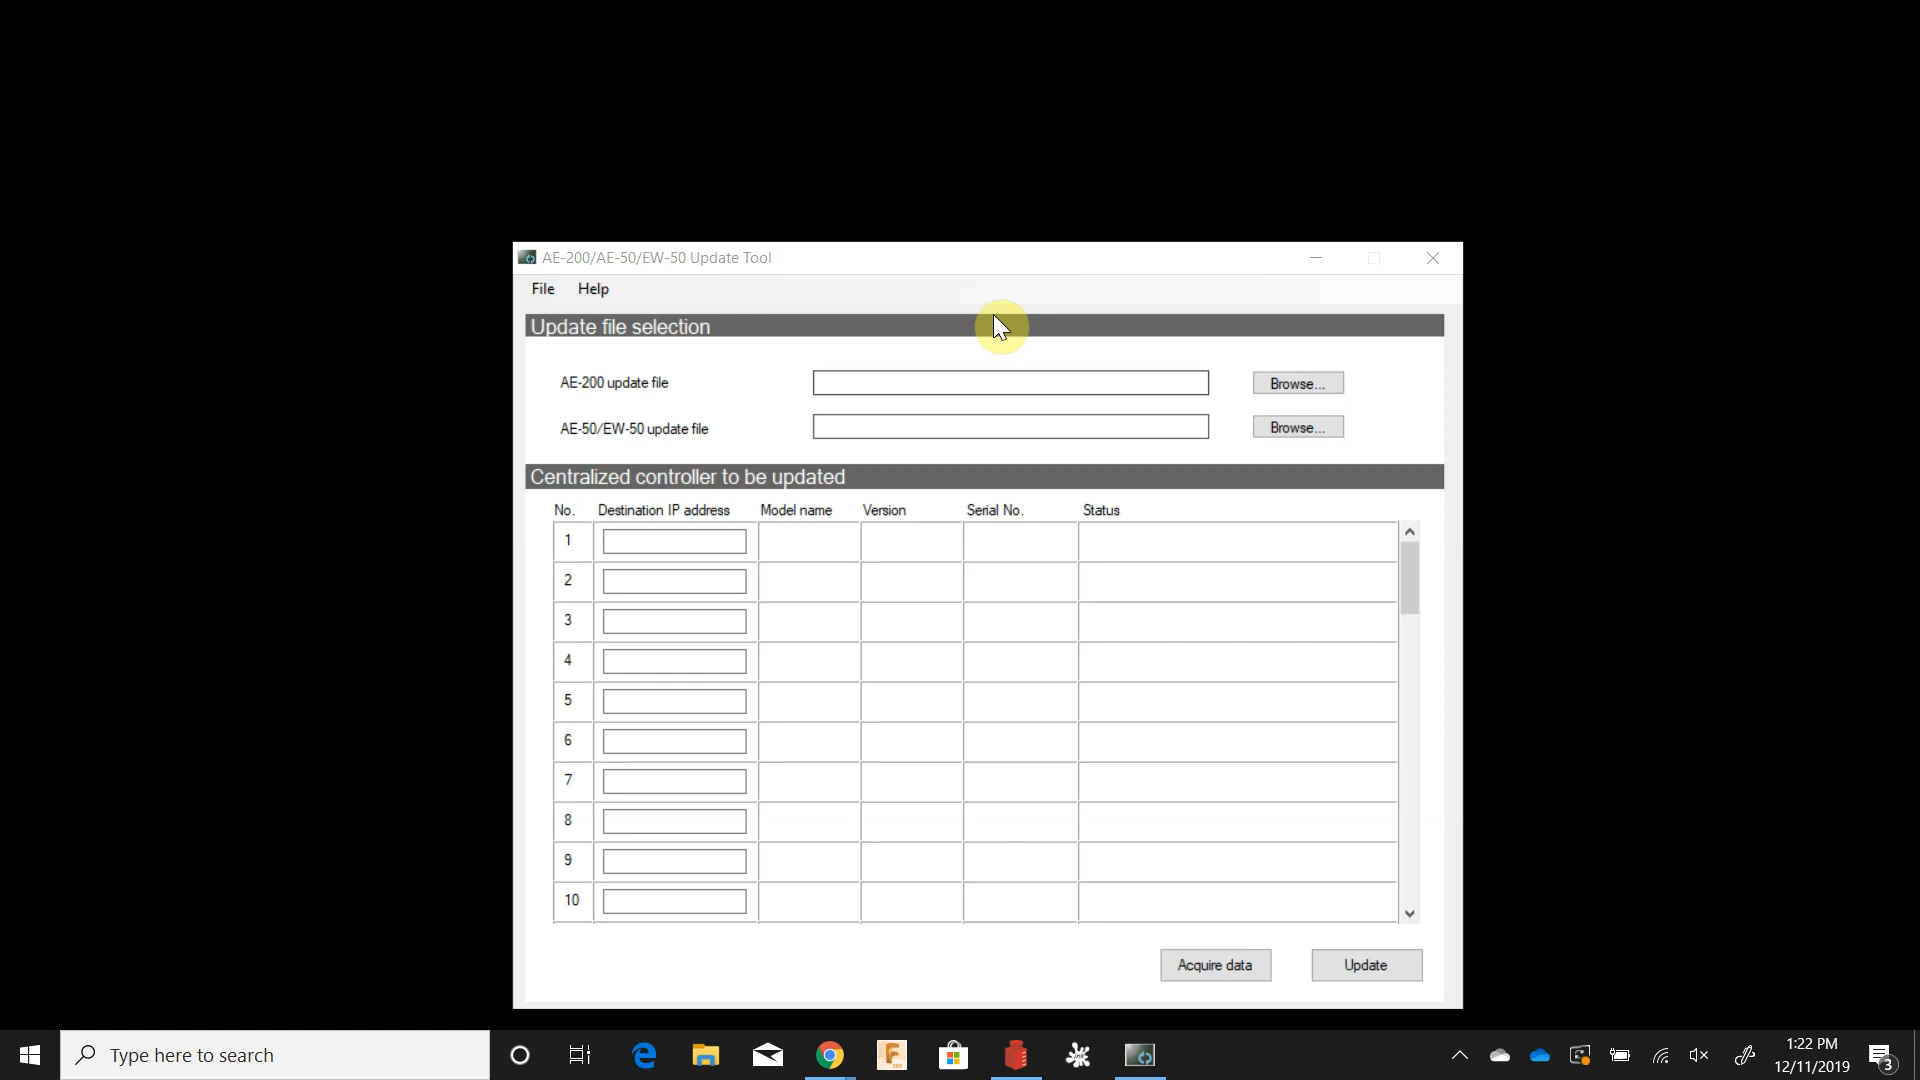 AE-200/AE-50/EW-50 Update Tool
File Help
Update file selection
AE-200 update file
Browse...
AE-50/EW-50 update file
Browse...
Centralized controller to be updated
No. Destination IP address Model name Version Serial No. Status
1
2
3
4
5
6
7
8
9
10
Acquire data Update
Type here to search
1:22 PM
12/11/2019
3